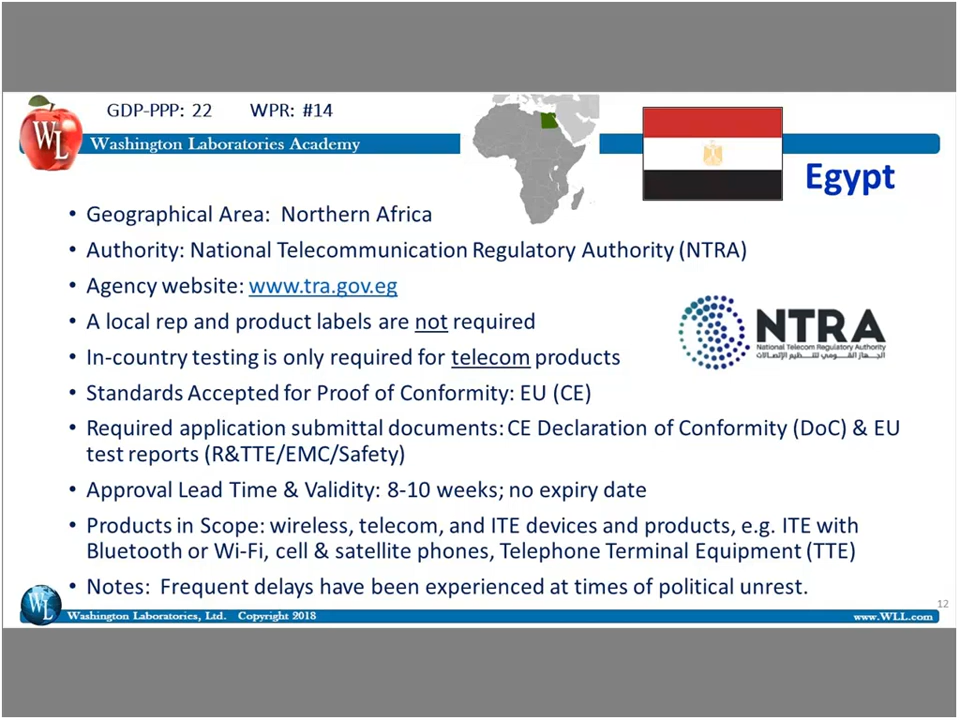 GDP-PPP: 22 WPR: #14
WL
Washington Laboratories Academy
Egypt
• Geographical Area: Northern Africa
• Authority: National Telecommunication Regulatory Authority (NTRA)
• Agency website: www.tra.gov.eg
• A local rep and product labels are not required
• In-country testing is only required for telecom products
• Standards Accepted for Proof of Conformity: EU (CE)
• Required application submittal documents: CE Declaration of Conformity (DoC) & EU
test reports (R&TTE/EMC/Safety)
• Approval Lead Time & Validity: 8-10 weeks; no expiry date
• Products in Scope: wireless, telecom, and ITE devices and products, e.g. ITE with
Bluetooth or Wi-Fi, cell & satellite phones, Telephone Terminal Equipment (TTE)
• Notes: Frequent delays have been experienced at times of political unrest.
NTRA
National Telecom Regulatory Authority
الجهاز القومي لتنظيم الإتصالات
12
WL
Washington Laboratories, Ltd. Copyright 2018
www.WLL.com